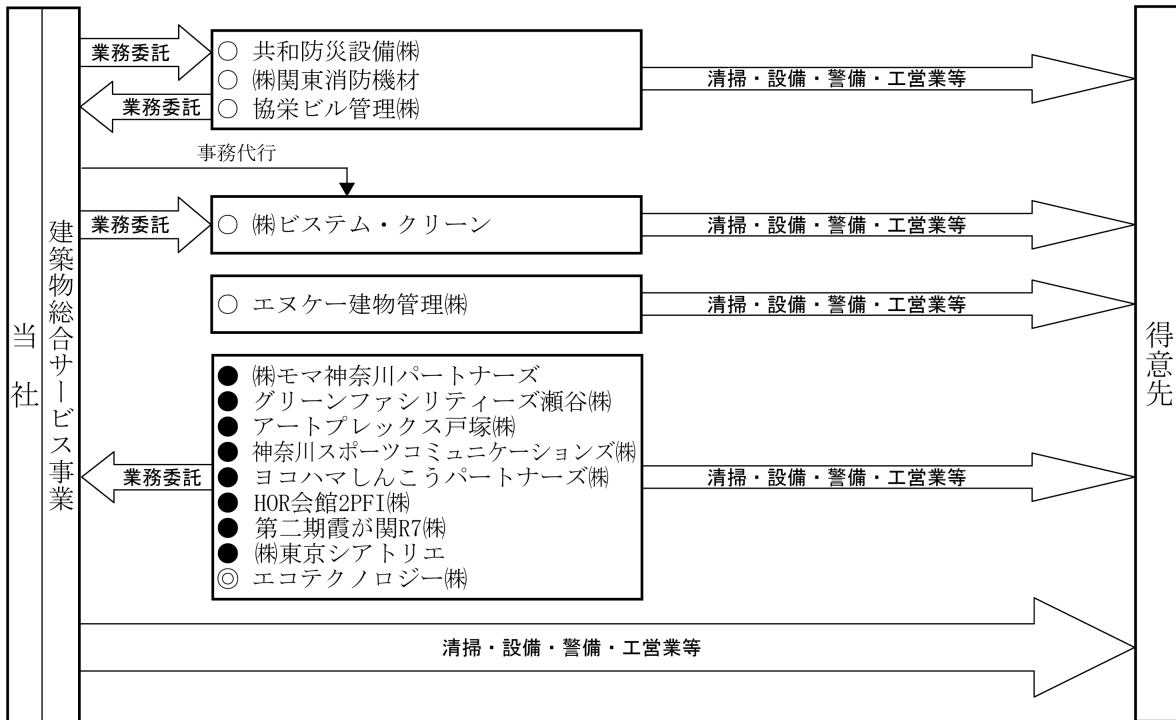 当社
建築物総合サービス事業
業務委託
業務委託
○ 共和防災設備㈱
○ ㈱関東消防機材
○ 協栄ビル管理㈱
清掃・設備・警備・工営業等
事務代行
業務委託
○ ㈱ビステム・クリーン
清掃・設備・警備・工営業等
○ エヌケー建物管理㈱
清掃・設備・警備・工営業等
業務委託
● ㈱モマ神奈川パートナーズ
● グリーンファシリティーズ瀬谷㈱
● アートプレックス戸塚㈱
● 神奈川スポーツコミュニケーションズ㈱
● ヨコハマしんこうパートナーズ㈱
● HOR会館2PFI㈱
● 第二期霞が関R7㈱
● ㈱東京シアトリエ
◎ エコテクノロジー㈱
清掃・設備・警備・工営業等
清掃・設備・警備・工営業等
得意先